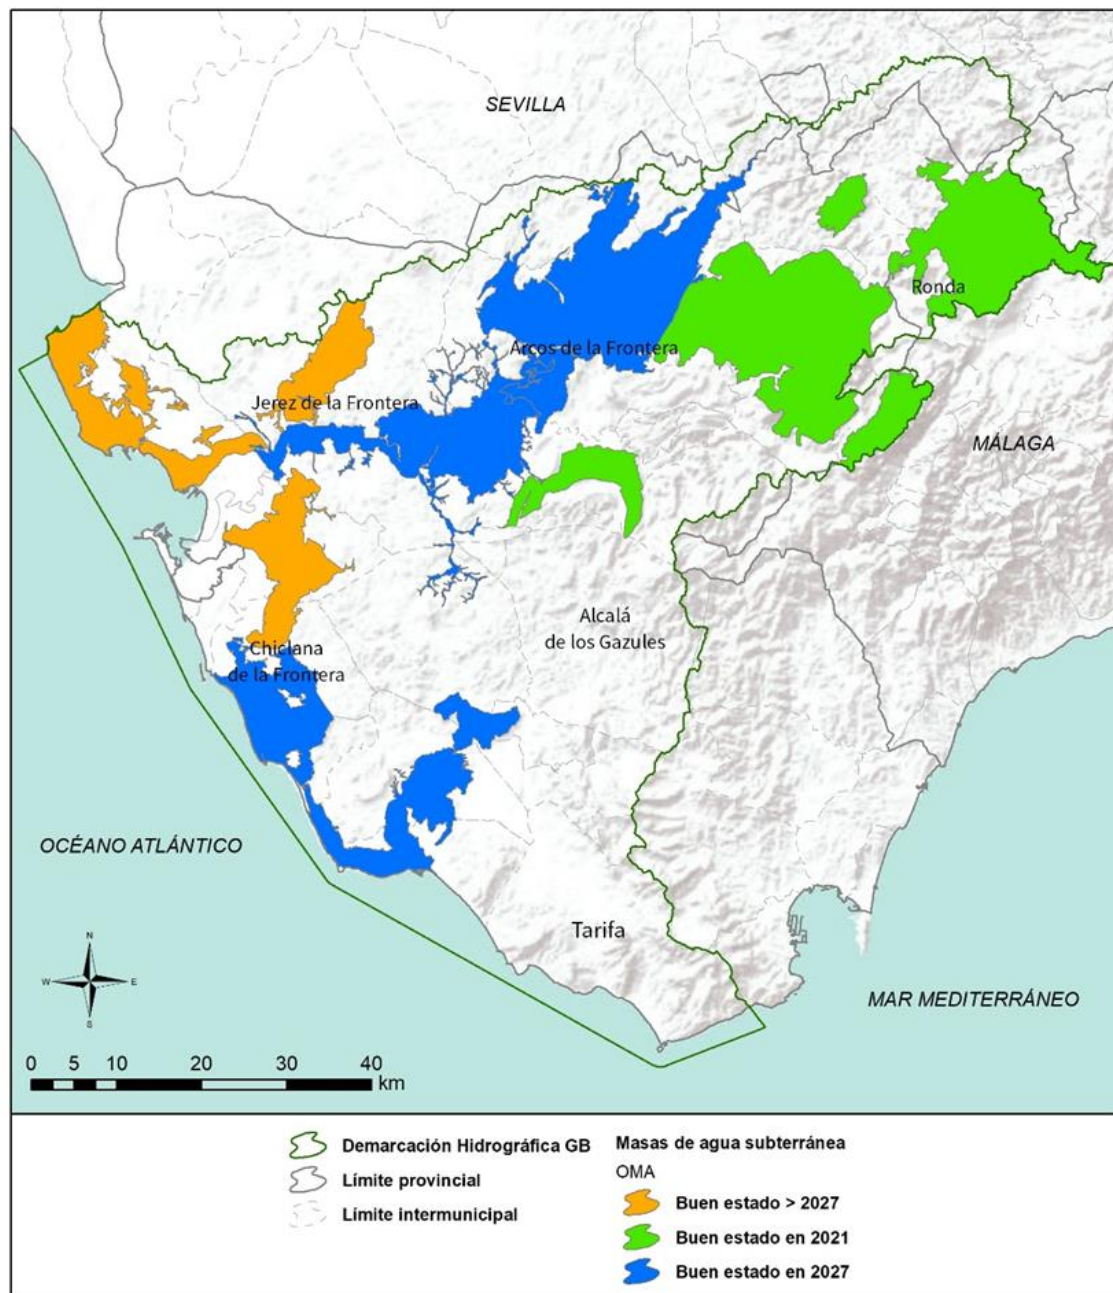 SEVILLA
Ronda
Arcos de la Frontera
Jerez de la Frontera
MÁLAGA
Alcalá
de los Gazules
Chiclana
de la Frontera
OCÉANO ATLÁNTICO
Tarifa
MAR MEDITERRÁNEO
N
W E
S
0 5 10 20 30 40
km
Demarcación Hidrográfica GB
Límite provincial
Límite intermunicipal
Masas de agua subterránea
OMA
Buen estado > 2027
Buen estado en 2021
Buen estado en 2027